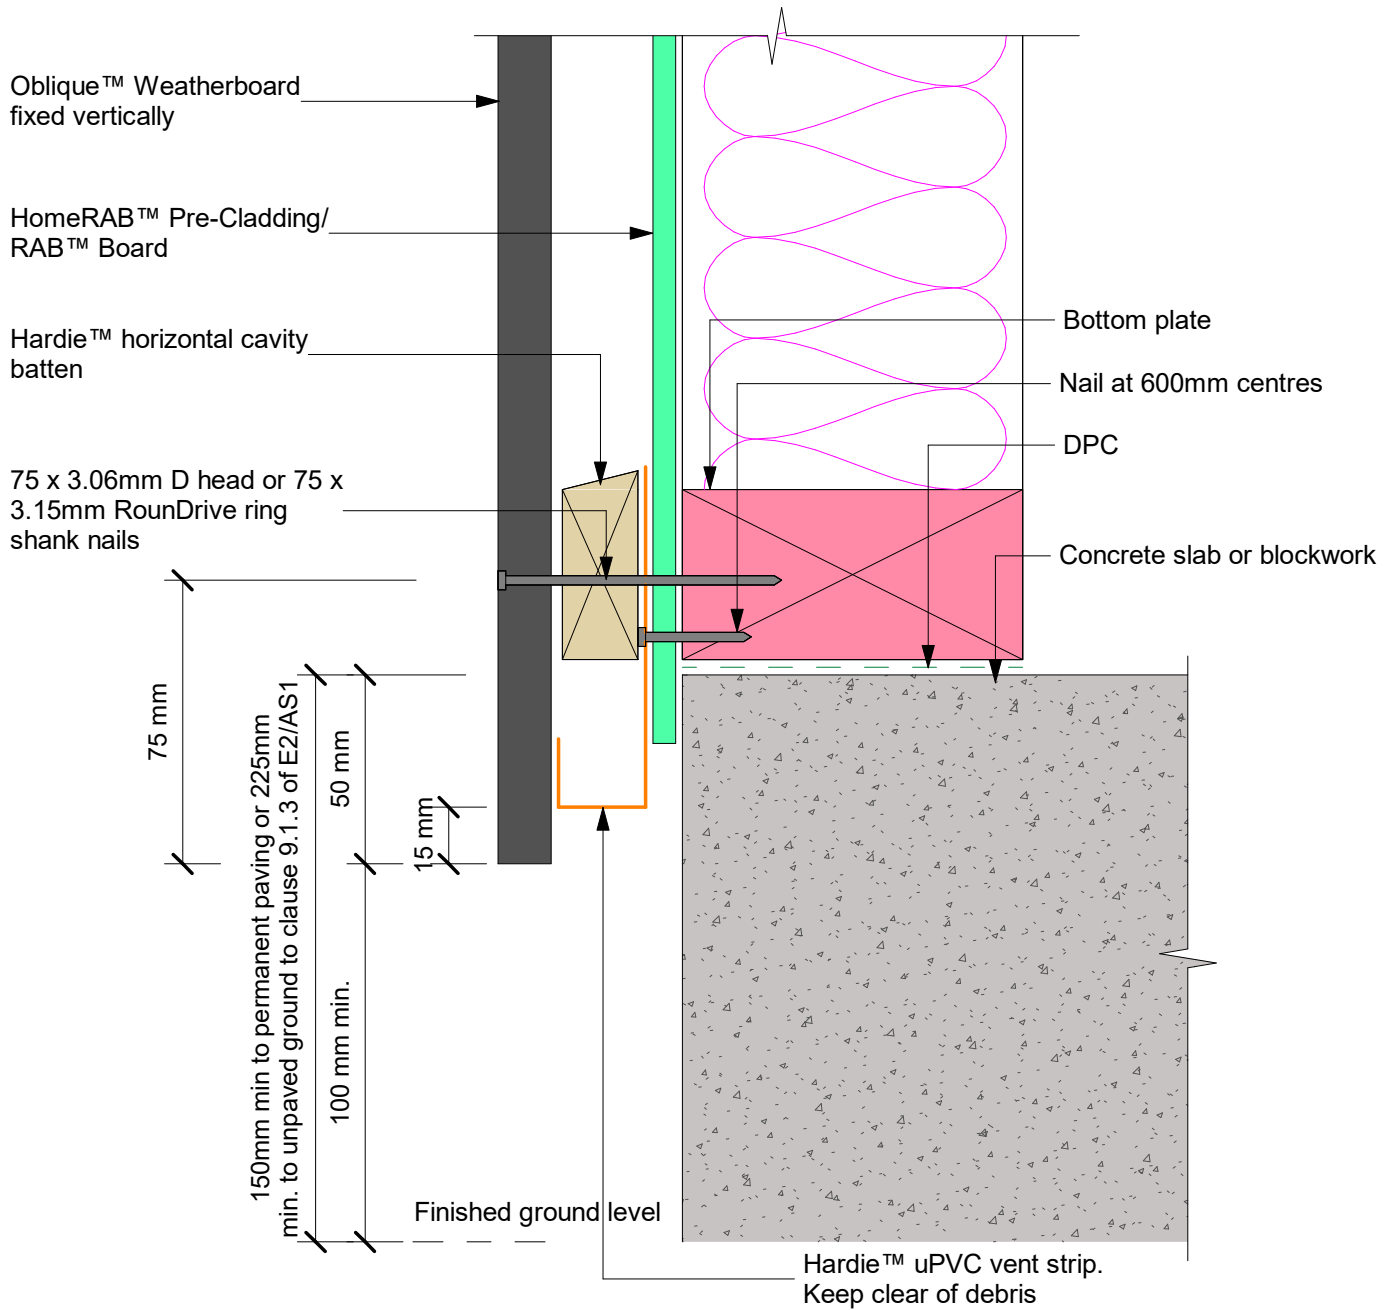 Oblique™ Weatherboard
fixed vertically
HomeRAB™ Pre-Cladding/
RAB™ Board
Hardie™ horizontal cavity
batten
75 x 3.06mm D head or 75 x
3.15mm RounDrive ring
shank nails
Bottom plate
Nail at 600mm centres
DPC
Concrete slab or blockwork
75 mm
150mm min to permanent paving or 225mm
min. to unpaved ground to clause 9.1.3 of E2/AS1
50 mm
100 mm min.
15 mm
Finished ground level
Hardie™ uPVC vent strip.
Keep clear of debris